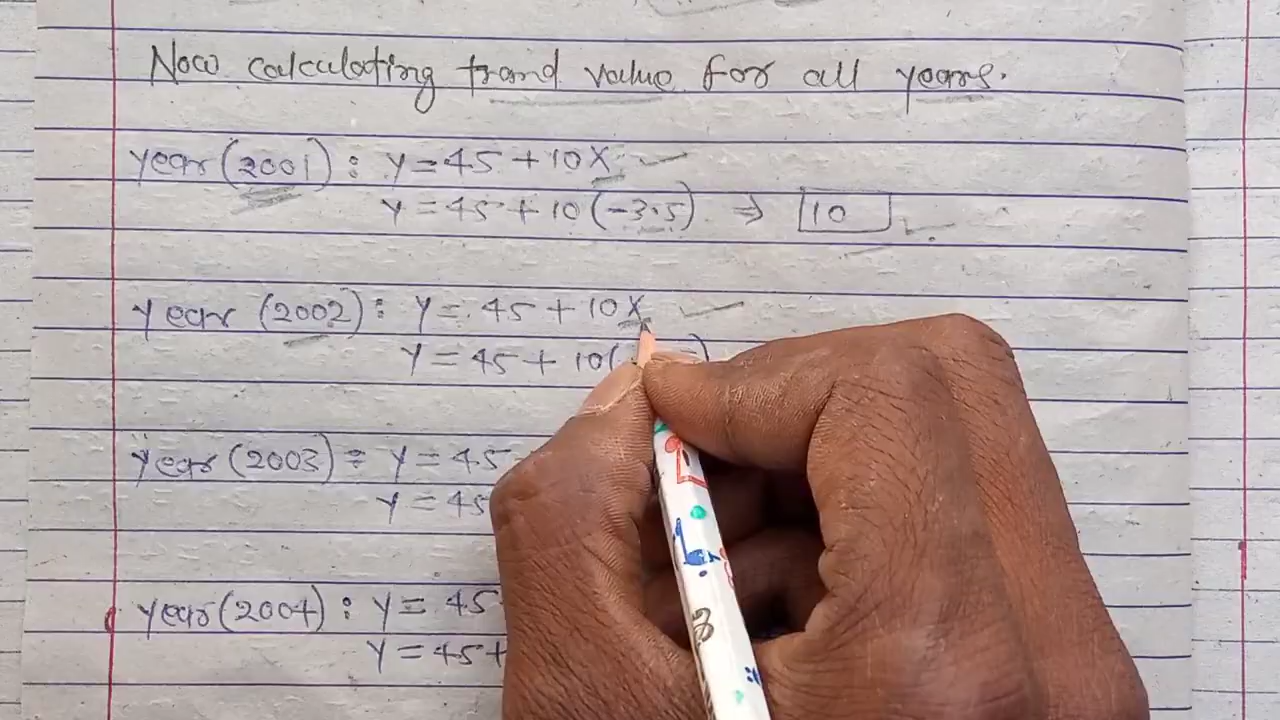 Now calculating trand value for all years.
year (2001) : Y = 45 + 10X
Y = 45 + 10 (-3.5) ⇒ 10
year (2002) : Y = 45 + 10X
Y = 45 + 10(
year (2003) : Y = 45
Y = 45
year (2004) : Y = 45
Y = 45 +